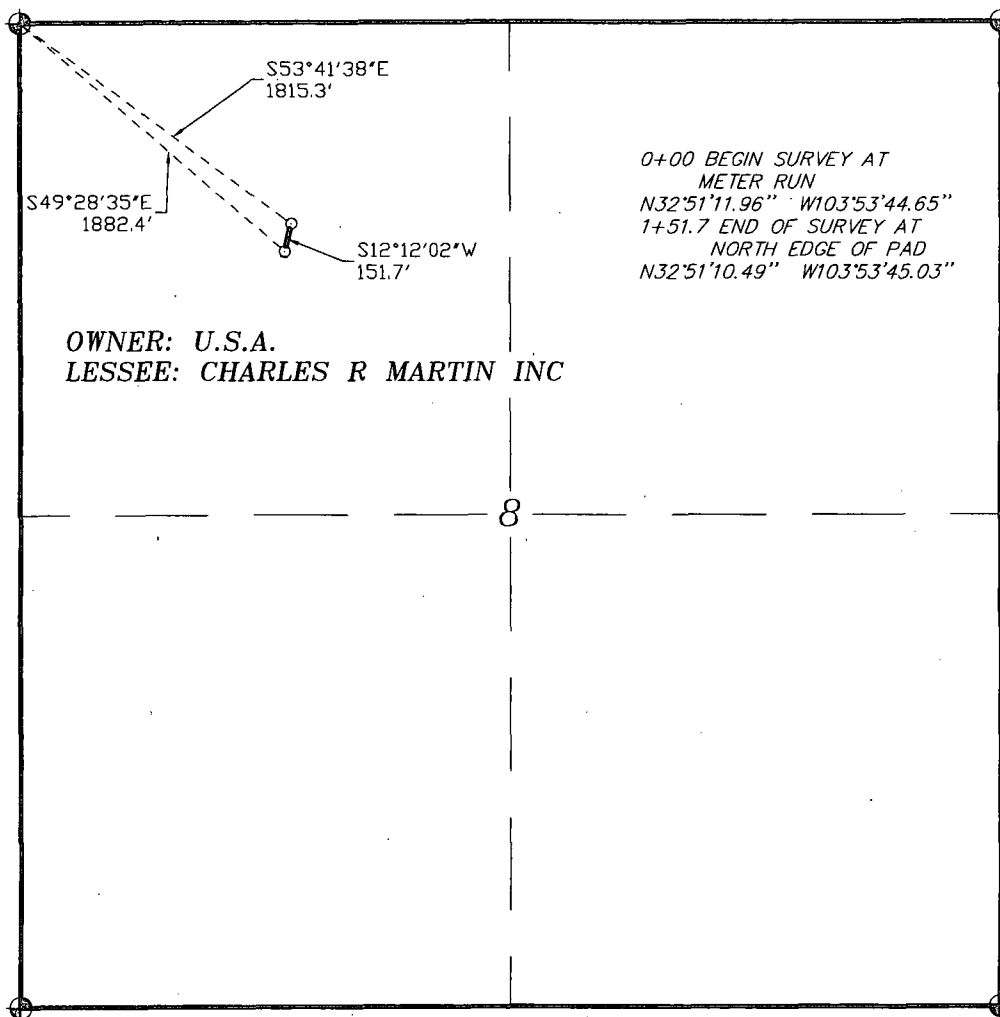 S53°41'38"E
1815.3'
0+00 BEGIN SURVEY AT
METER RUN
N32°51'11.96" W103°53'44.65"
1+51.7 END OF SURVEY AT
NORTH EDGE OF PAD
N32°51'10.49" W103°53'45.03"
S49°28'35"E
1882.4'
S12°12'02"W
151.7'
OWNER: U.S.A.
LESSEE: CHARLES R MARTIN INC
8